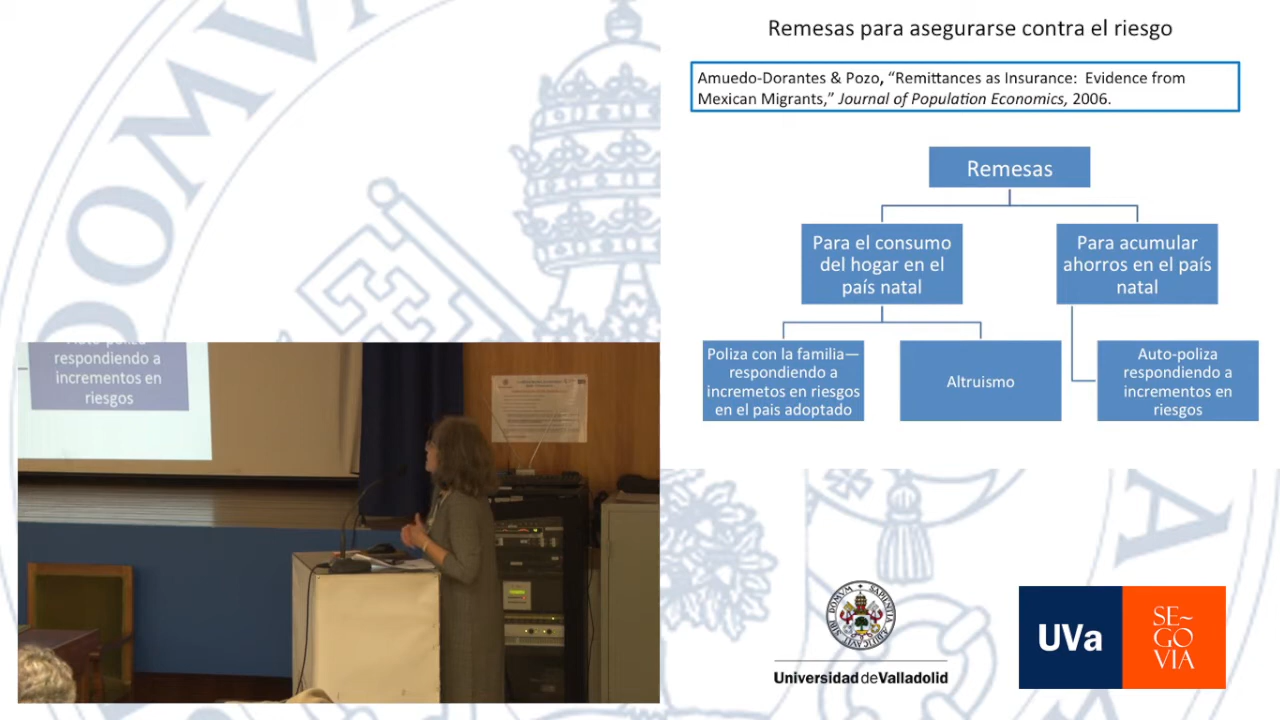 Remesas para asegurarse contra el riesgo
Amuedo-Dorantes & Pozo, “Remittances as Insurance: Evidence from
Mexican Migrants,” Journal of Population Economics, 2006.
Remesas
Para el consumo
del hogar en el
país natal
Para acumular
ahorros en el país
natal
Poliza con la familia—
respondiendo a
incremetos en riesgos
en el pais adoptado
Altruismo
Auto-poliza
respondiendo a
incrementos en
riesgos
respondiendo a
incrementos en
riesgos
DOMV
A
Universidad de Valladolid
UVa
SE~
GO
VIA